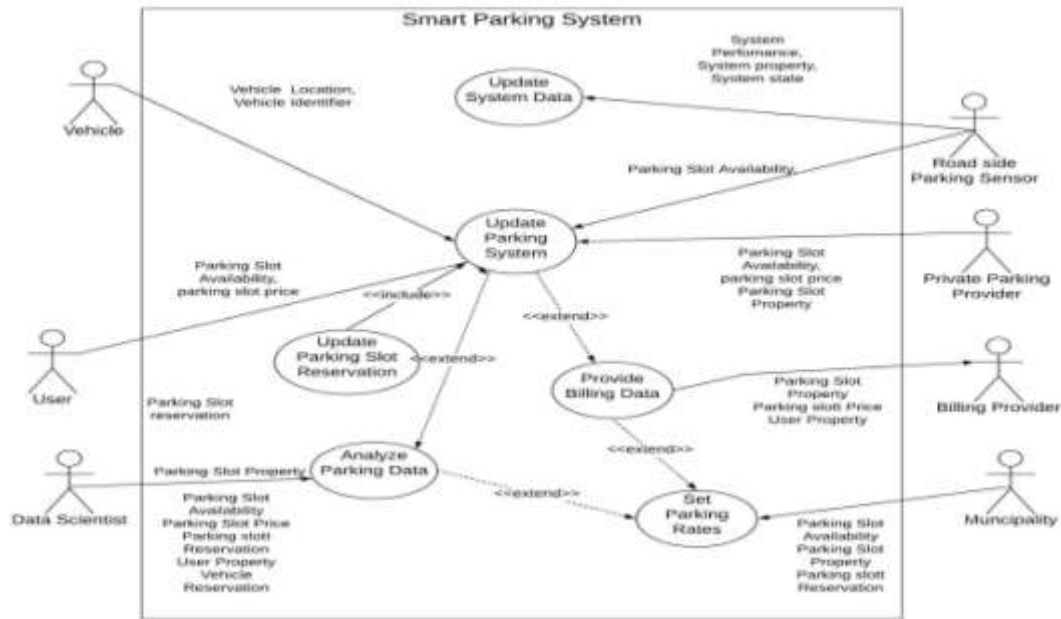 Smart Parking System
System
Perfomance,
System property,
System state
Update
System Data
Vehicle Location,
Vehicle Identifier
Vehicle
Parking Slot Availability,
Road side
Parking Sensor
Update
Parking
System
Parking Slot
Availability,
parking slot price
<<include>>
Parking Slot
Availability,
parking slot price
Parking Slot
Property
Private Parking
Provider
<<extend>>
Update
Parking Slot
Reservation
<<extend>>
User
Provide
Billing Data
Parking Slot
Property
Parking slott Price
User Property
Billing Provider
Parking Slot
reservation
<<extend>>
Analyze
Parking Data
Parking Slot Property
<<extend>>
Data Scientist
Parking Slot
Availability
Parking Slot Price
Parking slott
Reservation
User Property
Vehicle
Reservation
Set
Parking
Rates
Parking Slot
Availability
Parking Slot
Property
Parking slott
Reservation
Muncipality